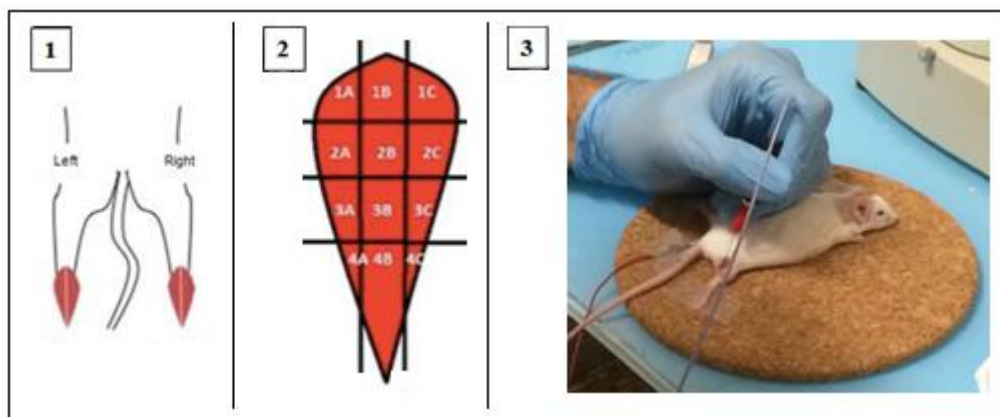 1
Left Right
2
1A 1B 1C
2A 2B 2C
3A 3B 3C
4A 4B 4C
3